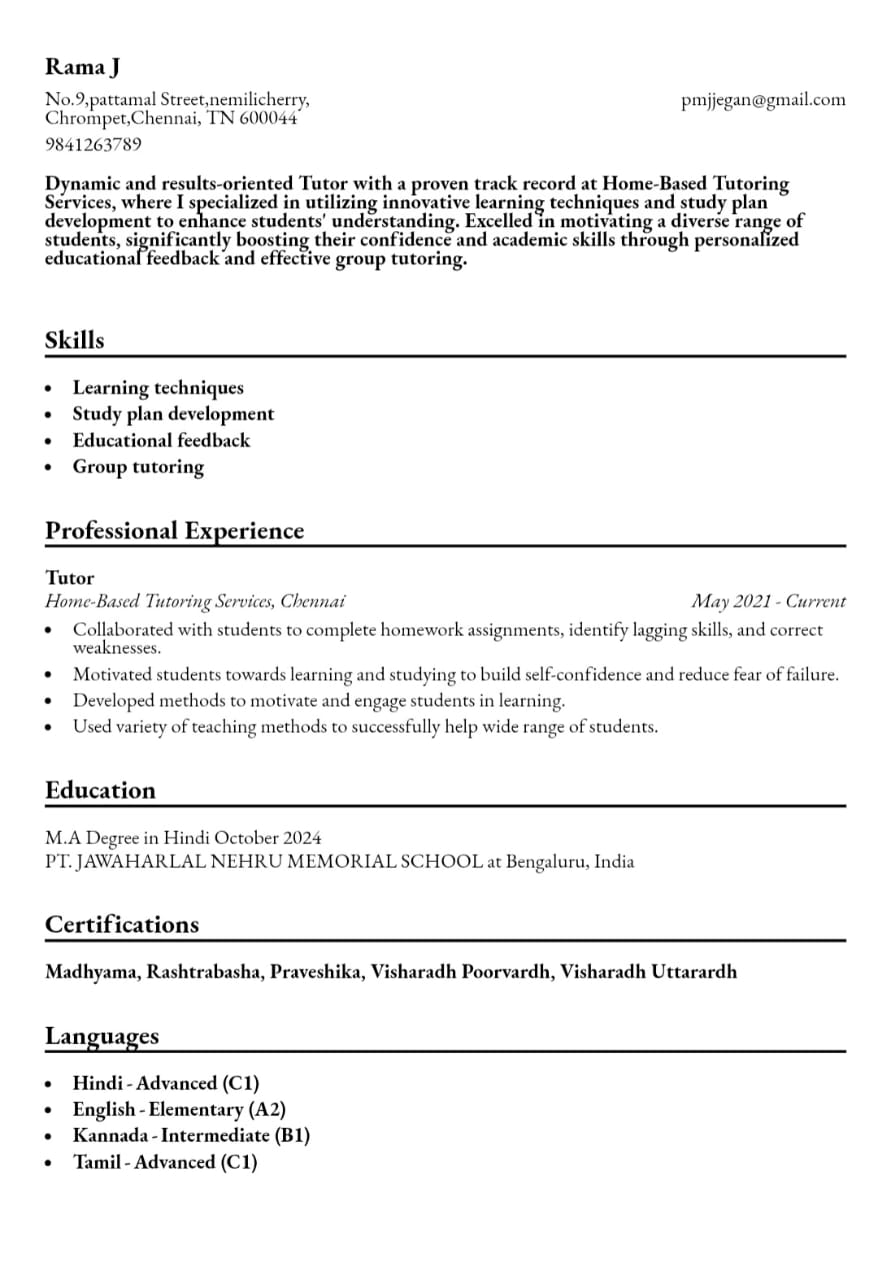 Rama J
No.9,pattamal Street,nemilicherry,
Chrompet,Chennai, TN 600044
pmjjegan@gmail.com
9841263789
Dynamic and results-oriented Tutor with a proven track record at Home-Based Tutoring
Services, where I specialized in utilizing innovative learning techniques and study plan
development to enhance students' understanding. Excelled in motivating a diverse range of
students, significantly boosting their confidence and academic skills through personalized
educational feedback and effective group tutoring.
Skills
• Learning techniques
• Study plan development
• Educational feedback
• Group tutoring
Professional Experience
Tutor
Home-Based Tutoring Services, Chennai May 2021 - Current
• Collaborated with students to complete homework assignments, identify lagging skills, and correct
weaknesses.
• Motivated students towards learning and studying to build self-confidence and reduce fear of failure.
• Developed methods to motivate and engage students in learning.
• Used variety of teaching methods to successfully help wide range of students.
Education
M.A Degree in Hindi October 2024
PT. JAWAHARLAL NEHRU MEMORIAL SCHOOL at Bengaluru, India
Certifications
Madhyama, Rashtrabasha, Praveshika, Visharadh Poorvardh, Visharadh Uttarardh
Languages
• Hindi - Advanced (C1)
• English - Elementary (A2)
• Kannada - Intermediate (B1)
• Tamil - Advanced (C1)